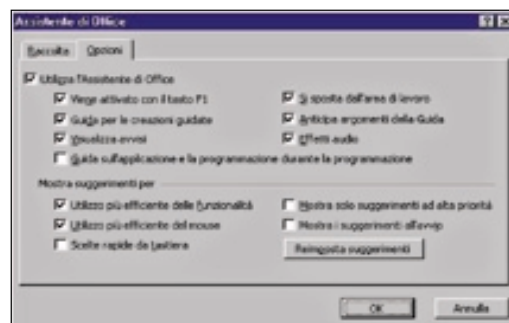 Assistente di Office
Raccolta Opzioni
Utilizza l'Assistente di Office
Viene attivato con il tasto F1
Si sposta dall'area di lavoro
Guida per le creazioni guidate
Anticipa argomenti della Guida
Visualizza avvisi
Effetti audio
Guida sull'applicazione e la programmazione durante la programmazione
Mostra suggerimenti per
Utilizzo più efficiente delle funzionalità
Mostra solo suggerimenti ad alta priorità
Utilizzo più efficiente del mouse
Mostra i suggerimenti all'avvio
Scelte rapide da tastiera
Reimposta suggerimenti
OK Annulla